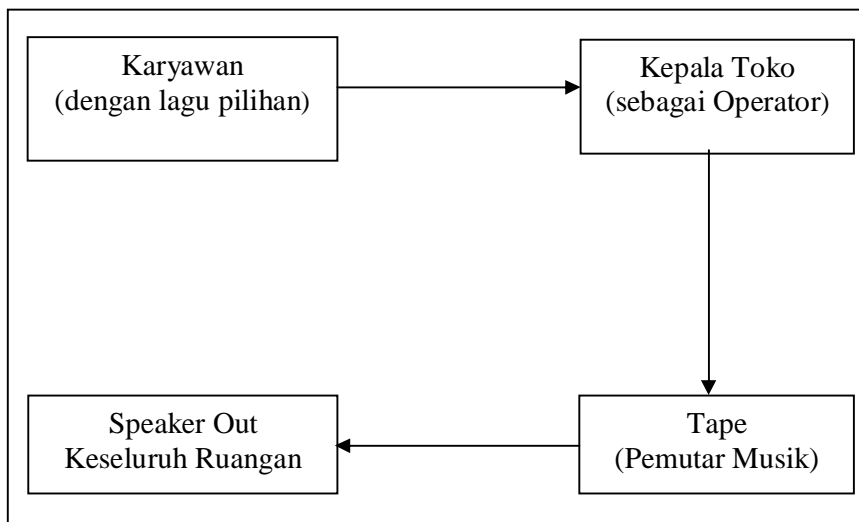 Karyawan
(dengan lagu pilihan)
Kepala Toko
(sebagai Operator)
Speaker Out
Keseluruh Ruangan
Tape
(Pemutar Musik)